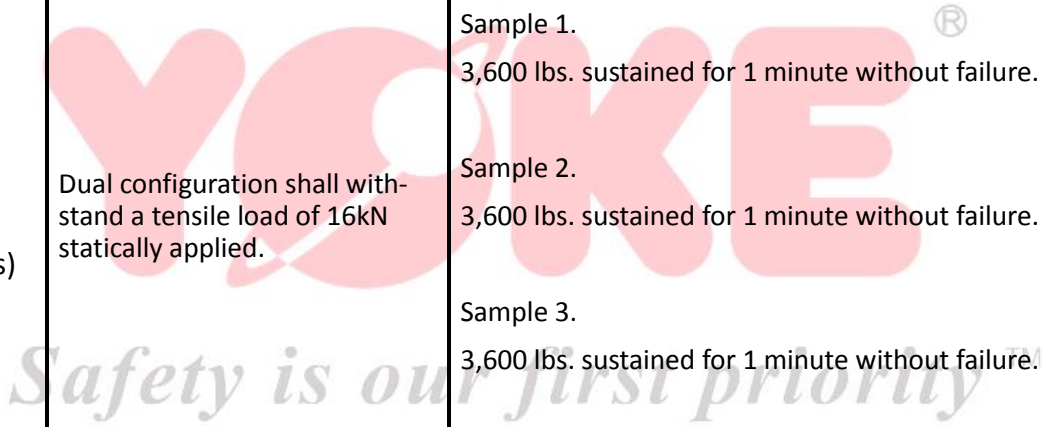 YOKE®
Sample 1.
3,600 lbs. sustained for 1 minute without failure.
Dual configuration shall with-
stand a tensile load of 16kN
statically applied.
Sample 2.
3,600 lbs. sustained for 1 minute without failure.
s)
Sample 3.
3,600 lbs. sustained for 1 minute without failure.
Safety is our first priority™